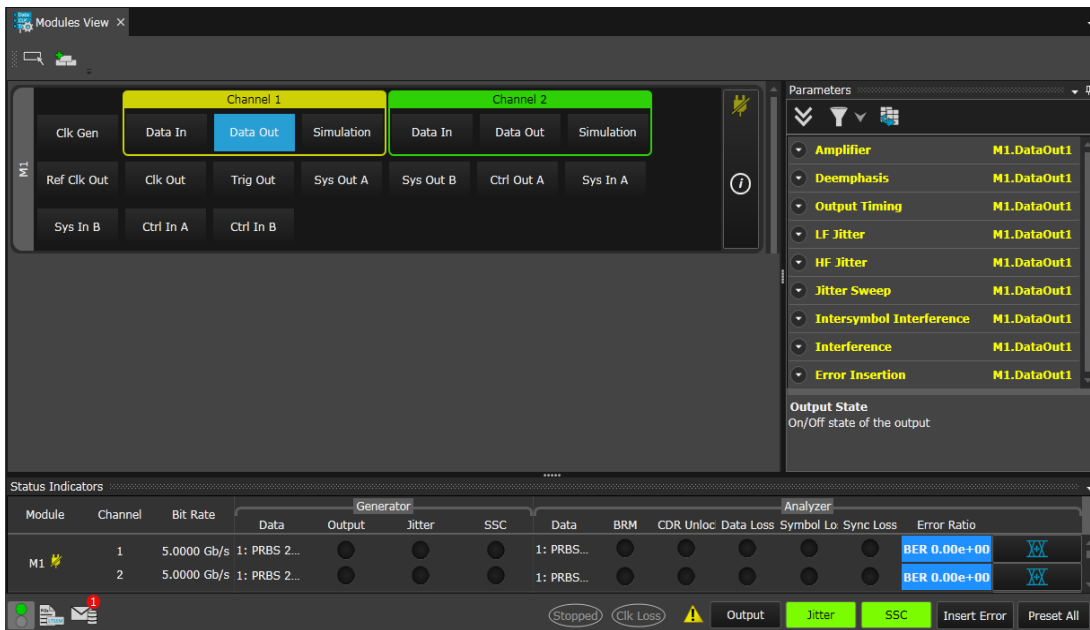 Modules View ×
Channel 1 Channel 2
Clk Gen Data In Data Out Simulation Data In Data Out Simulation
M1
Ref Clk Out Clk Out Trig Out Sys Out A Sys Out B Ctrl Out A Sys In A
Sys In B Ctrl In A Ctrl In B
Parameters
Amplifier M1.DataOut1
Deemphasis M1.DataOut1
Output Timing M1.DataOut1
LF Jitter M1.DataOut1
HF Jitter M1.DataOut1
Jitter Sweep M1.DataOut1
Intersymbol Interference M1.DataOut1
Interference M1.DataOut1
Error Insertion M1.DataOut1
Output State
On/Off state of the output
Status Indicators
Generator Analyzer
Module Channel Bit Rate Data Output Jitter SSC Data BRM CDR Unloc Data Loss Symbol Lo: Sync Loss Error Ratio
1 5.0000 Gb/s 1: PRBS 2... 1: PRBS... BER 0.00e+00
M1
2 5.0000 Gb/s 1: PRBS 2... 1: PRBS... BER 0.00e+00
1 Stopped Clk Loss Output Jitter SSC Insert Error Preset All